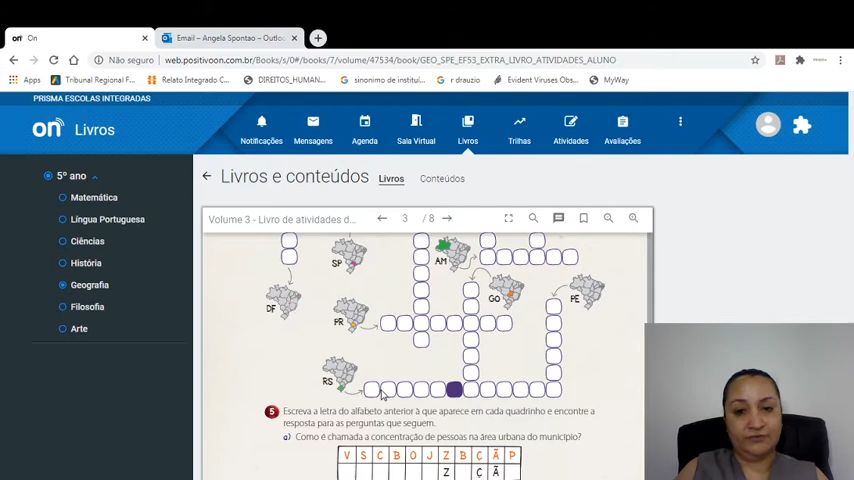 On
Email – Angela Spontao – Outlo
Não seguro
web.positivoon.com.br/Books/s/0#/books/7/volume/47534/book/GEO_SPE_EF53_EXTRA_LIVRO_ATIVIDADES_ALUNO
Apps
Tribunal Regional F...
Relato Integrado C...
DIREITOS_HUMAN...
sinonimo de institui...
r drauzio
Evident Viruses Obs...
MyWay
PRISMA ESCOLAS INTEGRADAS
on
Livros
Notificações
Mensagens
Agenda
Sala Virtual
Livros
Trilhas
Atividades
Avaliações
5º ano
Matemática
Língua Portuguesa
Ciências
História
Geografia
Filosofia
Arte
Livros e conteúdos
Livros
Conteúdos
Volume 3 - Livro de atividades d...
3 / 8
SP
AM
DF
GO
PE
PR
RS
5 Escreva a letra do alfabeto anterior à que aparece em cada quadrinho e encontre a
resposta para as perguntas que seguem.
a) Como é chamada a concentração de pessoas na área urbana do município?
V S C B O J Z B Ç Ã P
Z Ç Ã